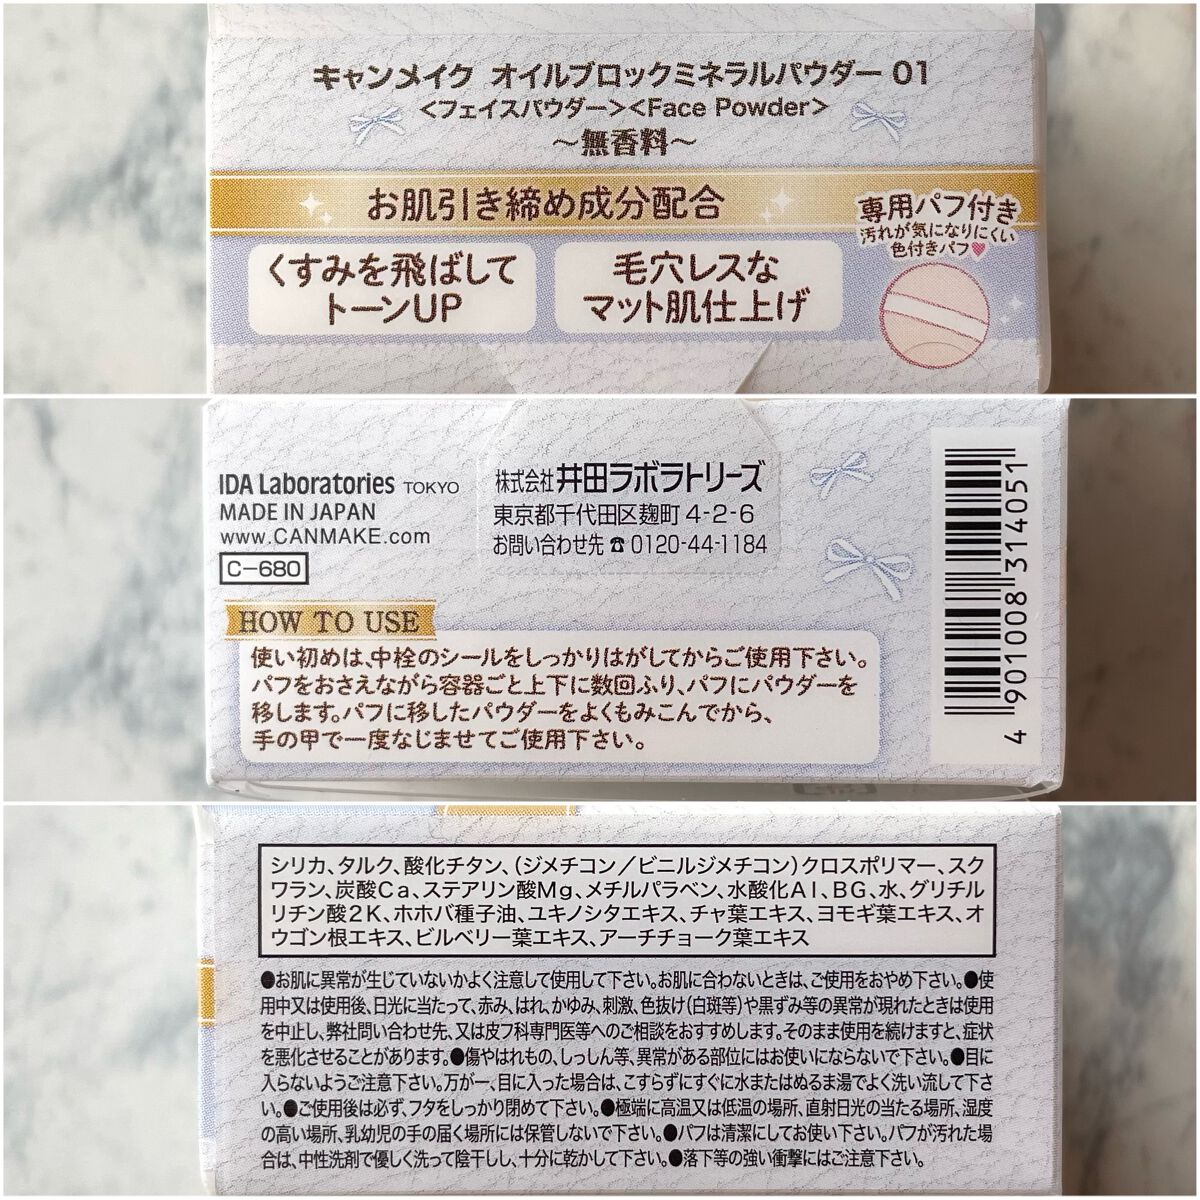 キャンメイク オイルブロックミネラルパウダー 01
<フェイスパウダー><Face Powder>
～無香料～
お肌引き締め成分配合
専用パフ付き
汚れが気になりにくい
色付きパフ
くすみを飛ばして
トーンUP
毛穴レスな
マット肌仕上げ
IDA Laboratories TOKYO
MADE IN JAPAN
www.CANMAKE.com
C-680
株式会社 井田ラボラトリーズ
東京都千代田区麹町 4-2-6
お問い合わせ先 ☎ 0120-44-1184
HOW TO USE
使い初めは、中栓のシールをしっかりはがしてからご使用下さい。
パフをおさえながら容器ごと上下に数回ふり、パフにパウダーを
移します。パフに移したパウダーをよくもみこんでから、
手の甲で一度なじませてご使用下さい。
4 901008 314051
シリカ、タルク、酸化チタン、(ジメチコン／ビニルジメチコン)クロスポリマー、スク
ワラン、炭酸Ca、ステアリン酸Mg、メチルパラベン、水酸化Al、BG、水、グリチル
リチン酸2K、ホホバ種子油、ユキノシタエキス、チャ葉エキス、ヨモギ葉エキス、オ
ウゴン根エキス、ビルベリー葉エキス、アーチチョーク葉エキス
●お肌に異常が生じていないかよく注意して使用して下さい。お肌に合わないときは、ご使用をおやめ下さい。●使
用中又は使用後、日光に当たって、赤み、はれ、かゆみ、刺激、色抜け(白斑等)や黒ずみ等の異常が現れたときは使用
を中止し、弊社問い合わせ先、又は皮フ科専門医等へのご相談をおすすめします。そのまま使用を続けますと、症状
を悪化させることがあります。●傷やはれもの、しっしん等、異常がある部位にはお使いにならないで下さい。●目に
入らないようご注意下さい。万が一、目に入った場合は、こすらずにすぐに水またはぬるま湯でよく洗い流して下さ
い。●ご使用後は必ず、フタをしっかり閉めて下さい。●極端に高温又は低温の場所、直射日光の当たる場所、湿度
の高い場所、乳幼児の手の届く場所には保管しないで下さい。●パフは清潔にしてお使い下さい。パフが汚れた場
合は、中性洗剤で優しく洗って陰干しし、十分に乾かして下さい。●落下等の強い衝撃にはご注意下さい。